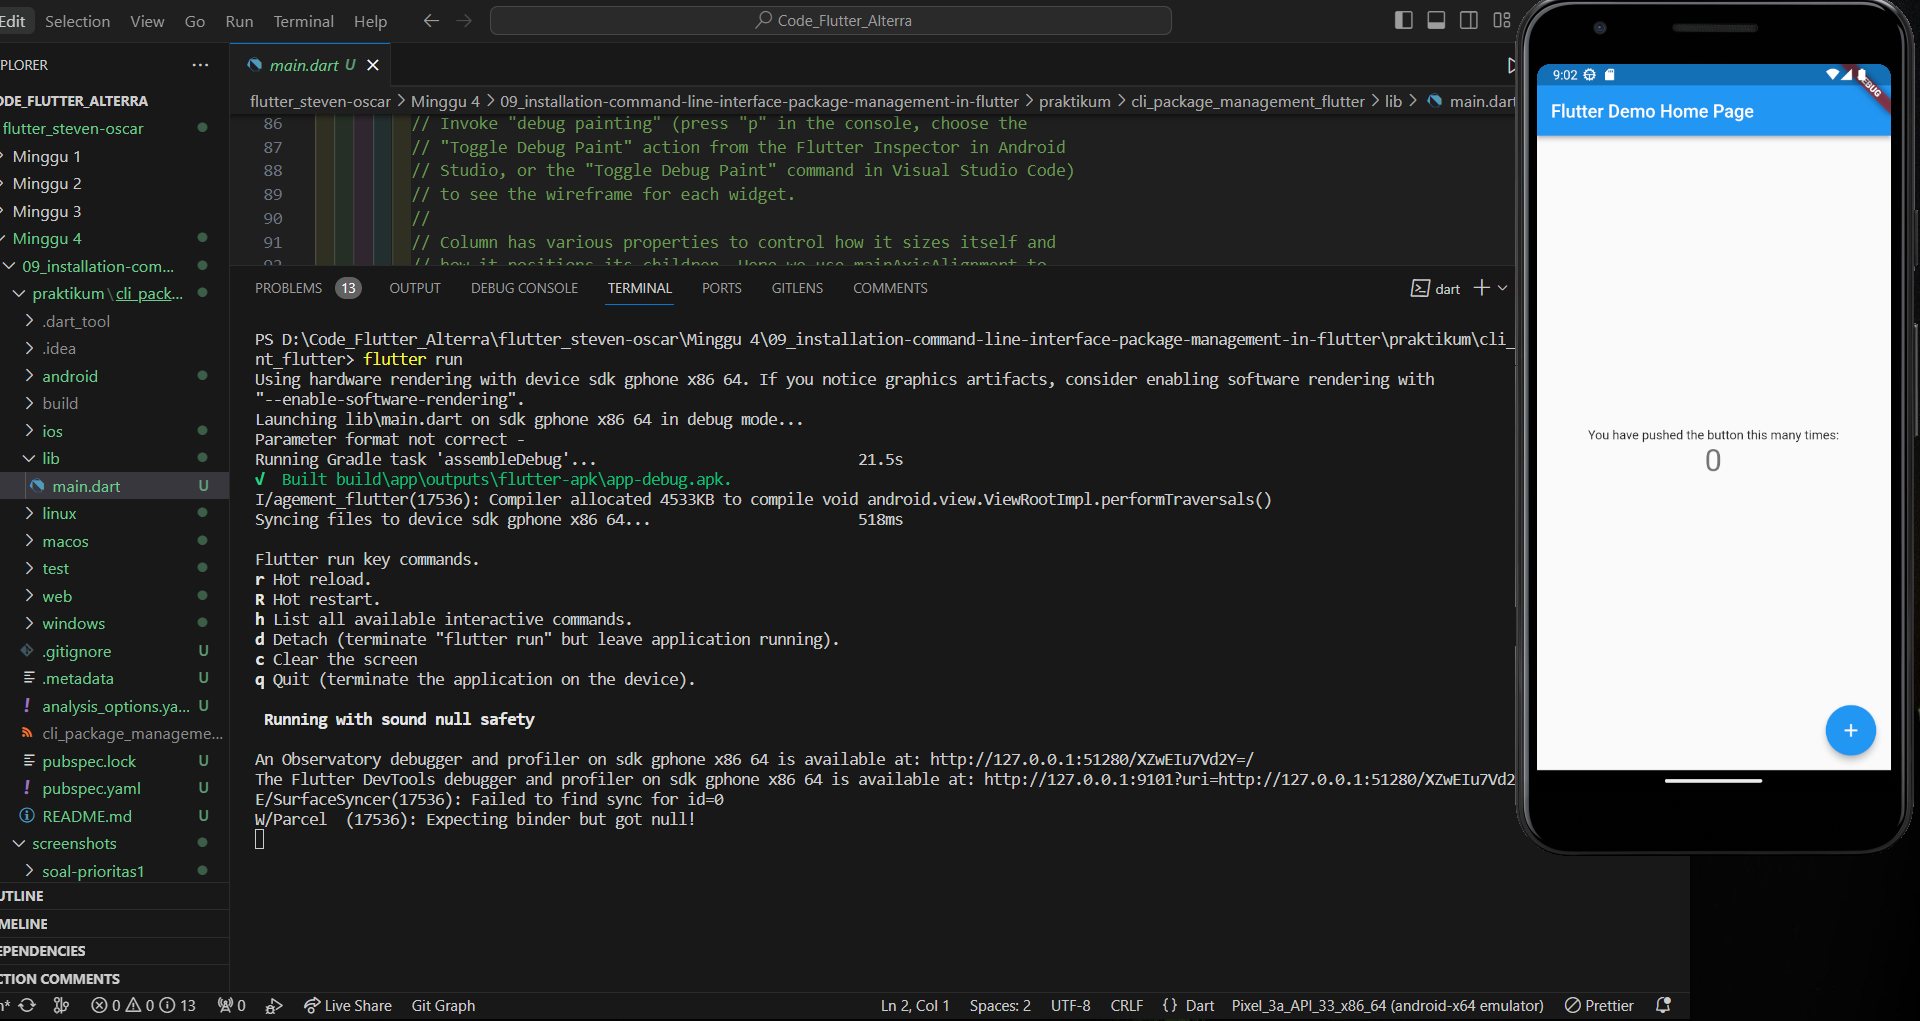 Edit Selection View Go Run Terminal Help
Code_Flutter_Alterra
PLORER
ODE_FLUTTER_ALTERRA
flutter_steven-oscar
Minggu 1
Minggu 2
Minggu 3
Minggu 4
09_installation-com...
praktikum\cli_pack...
.dart_tool
.idea
android
build
ios
lib
main.dart U
linux
macos
test
web
windows
.gitignore U
.metadata U
analysis_options.ya... U
cli_package_manageme...
pubspec.lock U
pubspec.yaml U
README.md U
screenshots
soal-prioritas1
UTLINE
MELINE
EPENDENCIES
CTION COMMENTS
main.dart U
flutter_steven-oscar > Minggu 4 > 09_installation-command-line-interface-package-management-in-flutter > praktikum > cli_package_management_flutter > lib > main.dart
86 // Invoke "debug painting" (press "p" in the console, choose the
87 // "Toggle Debug Paint" action from the Flutter Inspector in Android
88 // Studio, or the "Toggle Debug Paint" command in Visual Studio Code)
89 // to see the wireframe for each widget.
90 //
91 // Column has various properties to control how it sizes itself and
92 // how it positions its children. Here we use mainAxisAlignment to
PROBLEMS 13 OUTPUT DEBUG CONSOLE TERMINAL PORTS GITLENS COMMENTS
dart
PS D:\Code_Flutter_Alterra\flutter_steven-oscar\Minggu 4\09_installation-command-line-interface-package-management-in-flutter\praktikum\cli_
nt_flutter> flutter run
Using hardware rendering with device sdk gphone x86 64. If you notice graphics artifacts, consider enabling software rendering with
"--enable-software-rendering".
Launching lib\main.dart on sdk gphone x86 64 in debug mode...
Parameter format not correct -
Running Gradle task 'assembleDebug'... 21.5s
√ Built build\app\outputs\flutter-apk\app-debug.apk.
I/agement_flutter(17536): Compiler allocated 4533KB to compile void android.view.ViewRootImpl.performTraversals()
Syncing files to device sdk gphone x86 64... 518ms
Flutter run key commands.
r Hot reload.
R Hot restart.
h List all available interactive commands.
d Detach (terminate "flutter run" but leave application running).
c Clear the screen
q Quit (terminate the application on the device).
Running with sound null safety
An Observatory debugger and profiler on sdk gphone x86 64 is available at: http://127.0.0.1:51280/XZwEIu7Vd2Y=/
The Flutter DevTools debugger and profiler on sdk gphone x86 64 is available at: http://127.0.0.1:9101?uri=http://127.0.0.1:51280/XZwEIu7Vd2
E/SurfaceSyncer(17536): Failed to find sync for id=0
W/Parcel (17536): Expecting binder but got null!
9:02
DEBUG
Flutter Demo Home Page
You have pushed the button this many times:
0
+
n* 0 0 13 0 Live Share Git Graph Ln 2, Col 1 Spaces: 2 UTF-8 CRLF {} Dart Pixel_3a_API_33_x86_64 (android-x64 emulator) Prettier